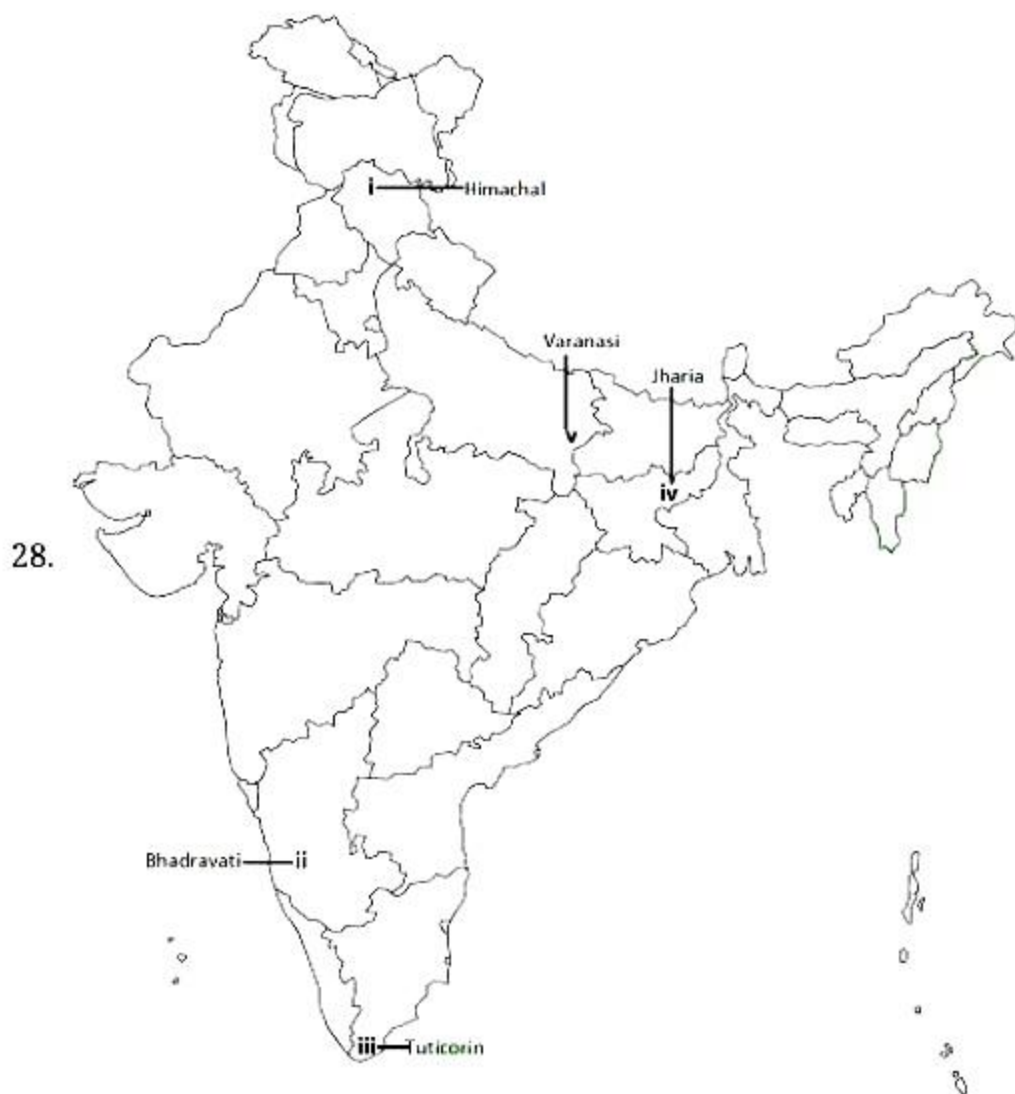 i Himachal
Varanasi
Jharia
v
iv
28.
Bhadravati ii
iii Tuticorin